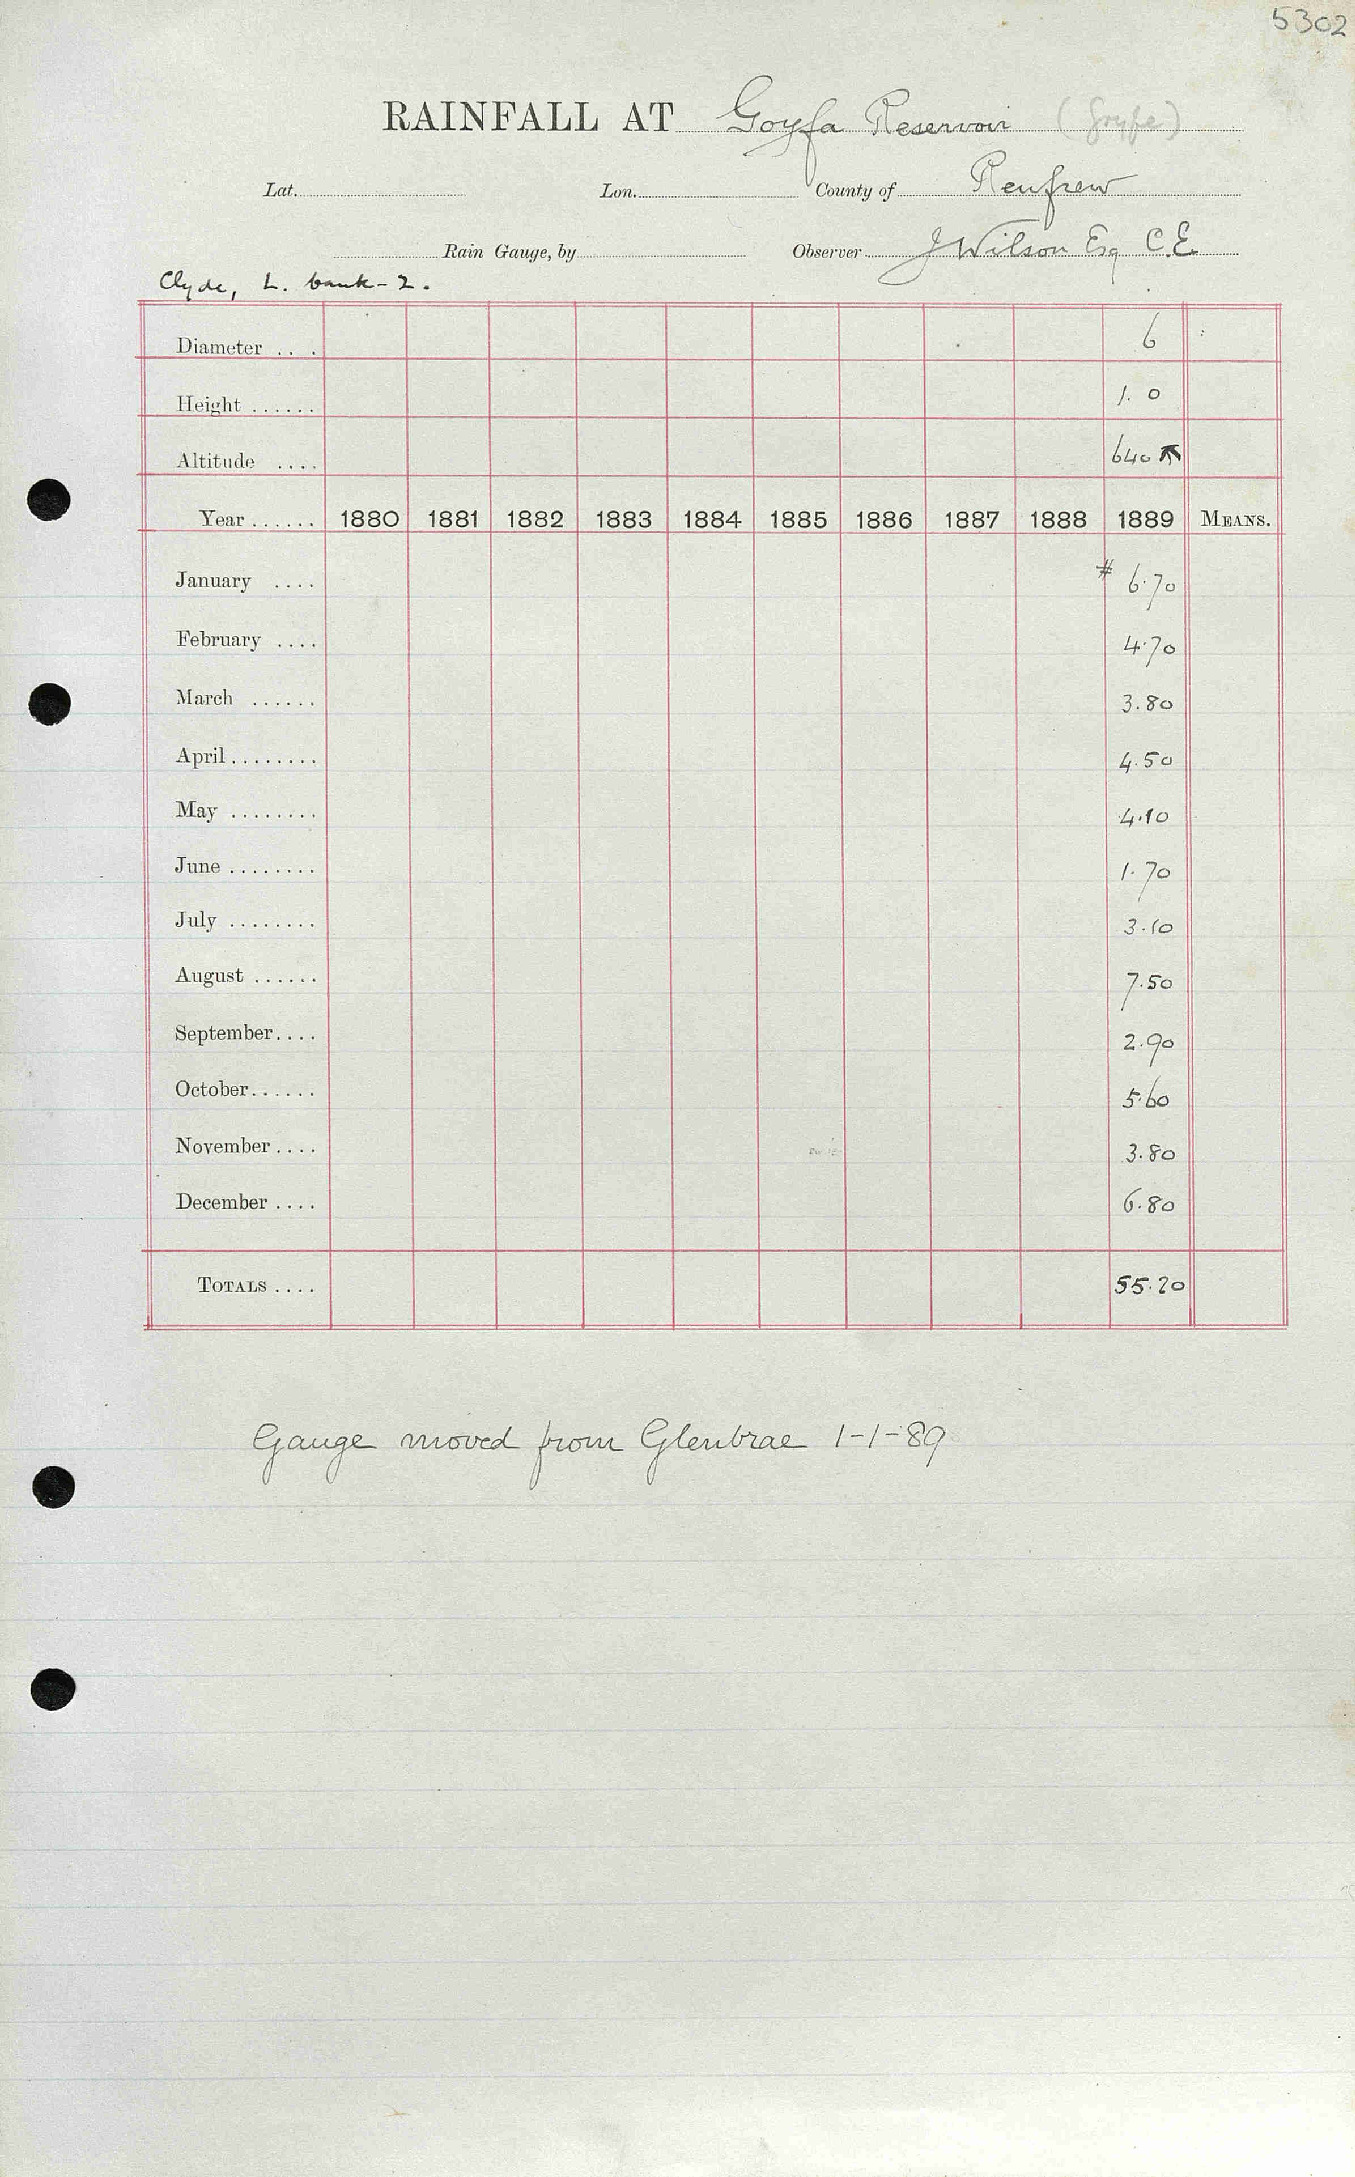 5302
RAINFALL AT Goyfa Reservoir (Gryfe)
Lat. Lon. County of Renfrew
Rain Gauge, by Observer J Wilson Esq C.E.
Clyde, L. bank - 2.
Diameter .... 6
Height ...... 1. 0
Altitude .... 640
Year ...... 1880 1881 1882 1883 1884 1885 1886 1887 1888 1889 MEANS.
January .... # 6.70
February .... 4.70
March ...... 3.80
April ........ 4.50
May ........ 4.10
June ........ 1.70
July ........ 3.10
August ...... 7.50
September.... 2.90
October...... 5.60
November .... 3.80
December .... 6.80
TOTALS .... 55.20
Gauge moved from Glenbrae 1-1-89